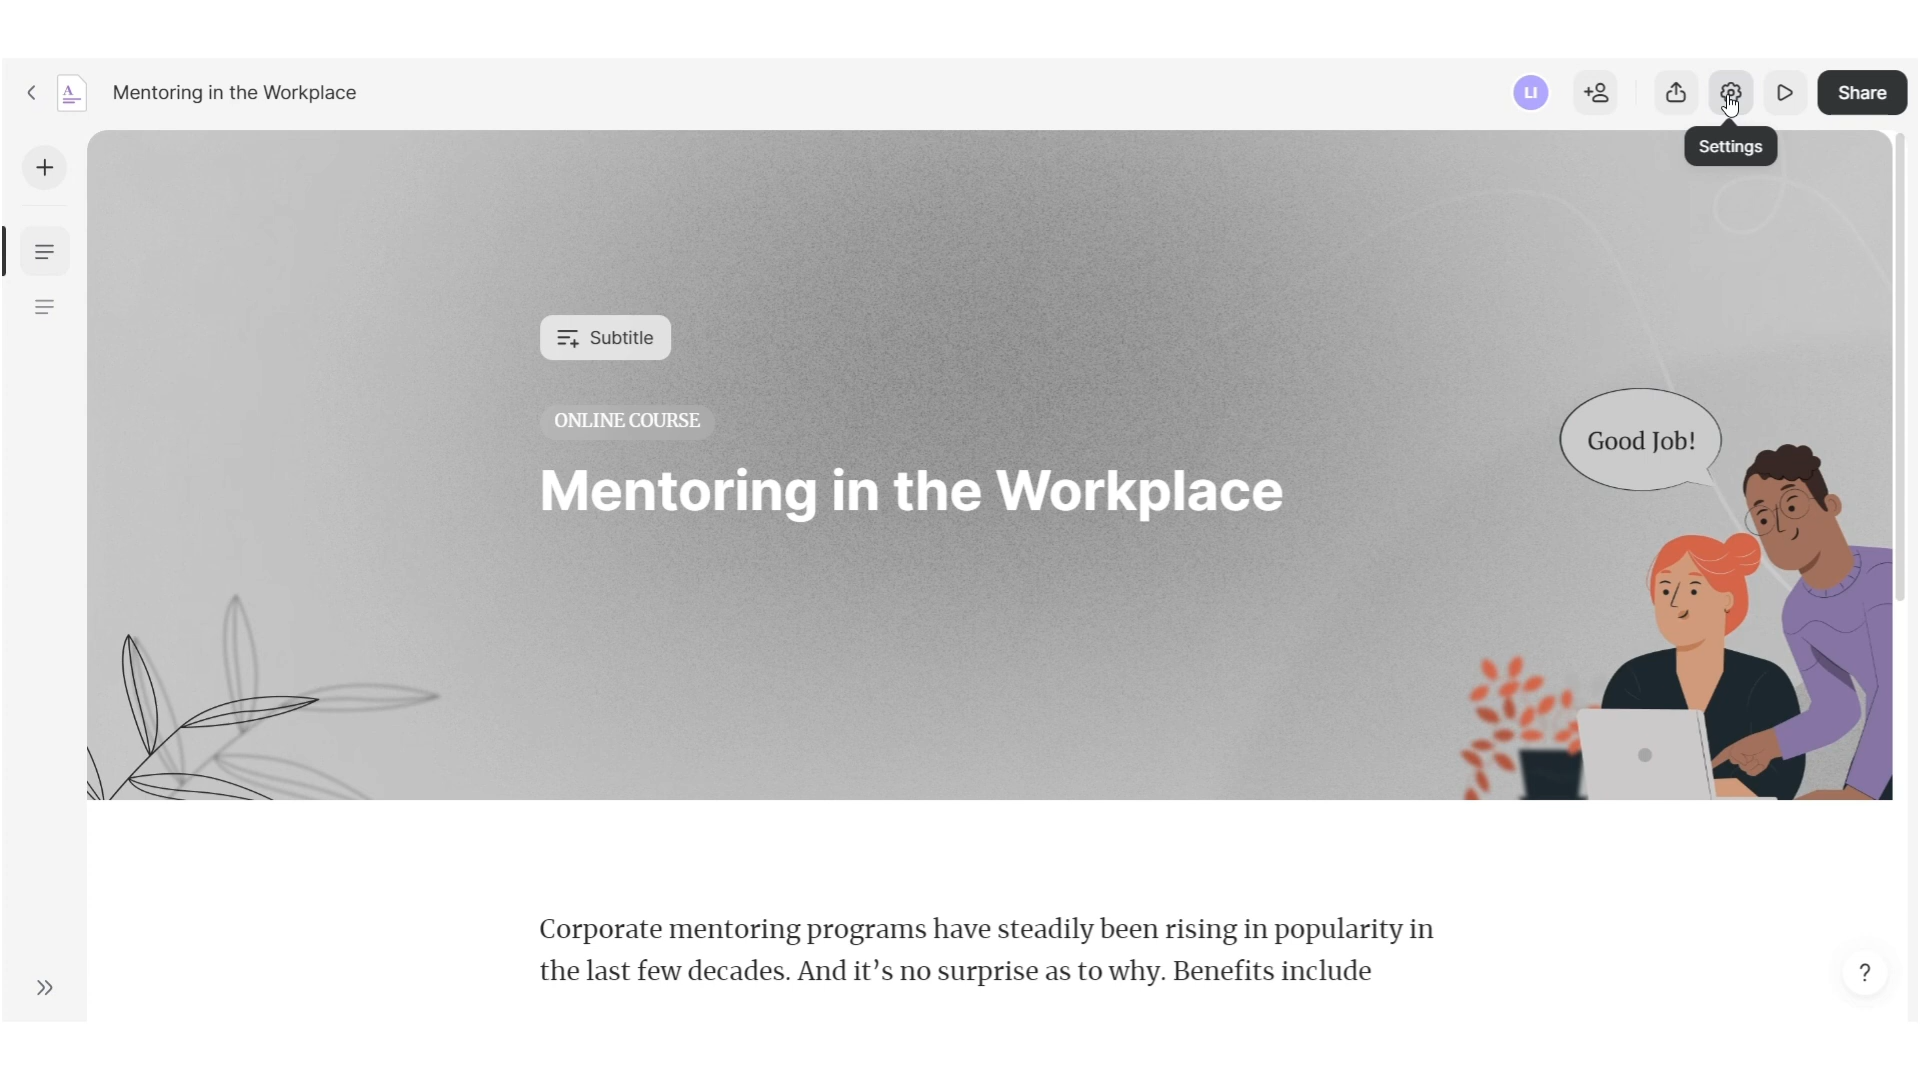 A
Mentoring in the Workplace
LI
Share
Settings
Subtitle
ONLINE COURSE
Mentoring in the Workplace
Good Job!
Corporate mentoring programs have steadily been rising in popularity in
the last few decades. And it’s no surprise as to why. Benefits include
?